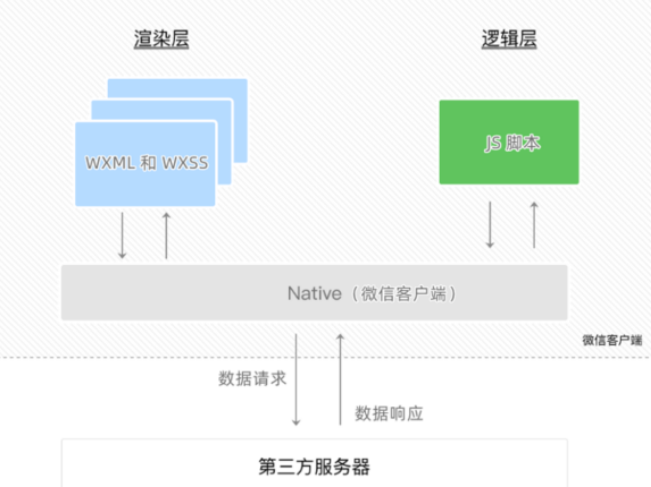 渲染层
逻辑层
WXML 和 WXSS
JS 脚本
Native（微信客户端）
微信客户端
数据请求
数据响应
第三方服务器